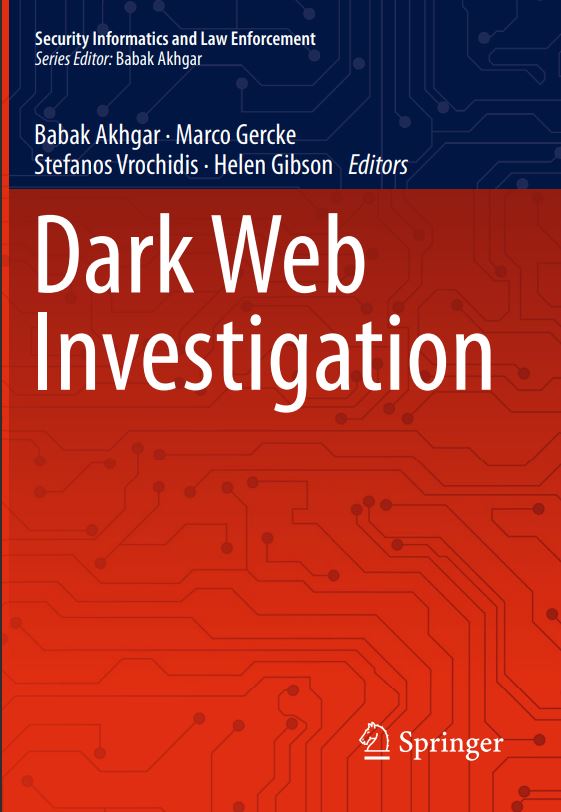 Security Informatics and Law Enforcement
Series Editor: Babak Akhgar
Babak Akhgar · Marco Gercke
Stefanos Vrochidis · Helen Gibson Editors
Dark Web
Investigation
Springer